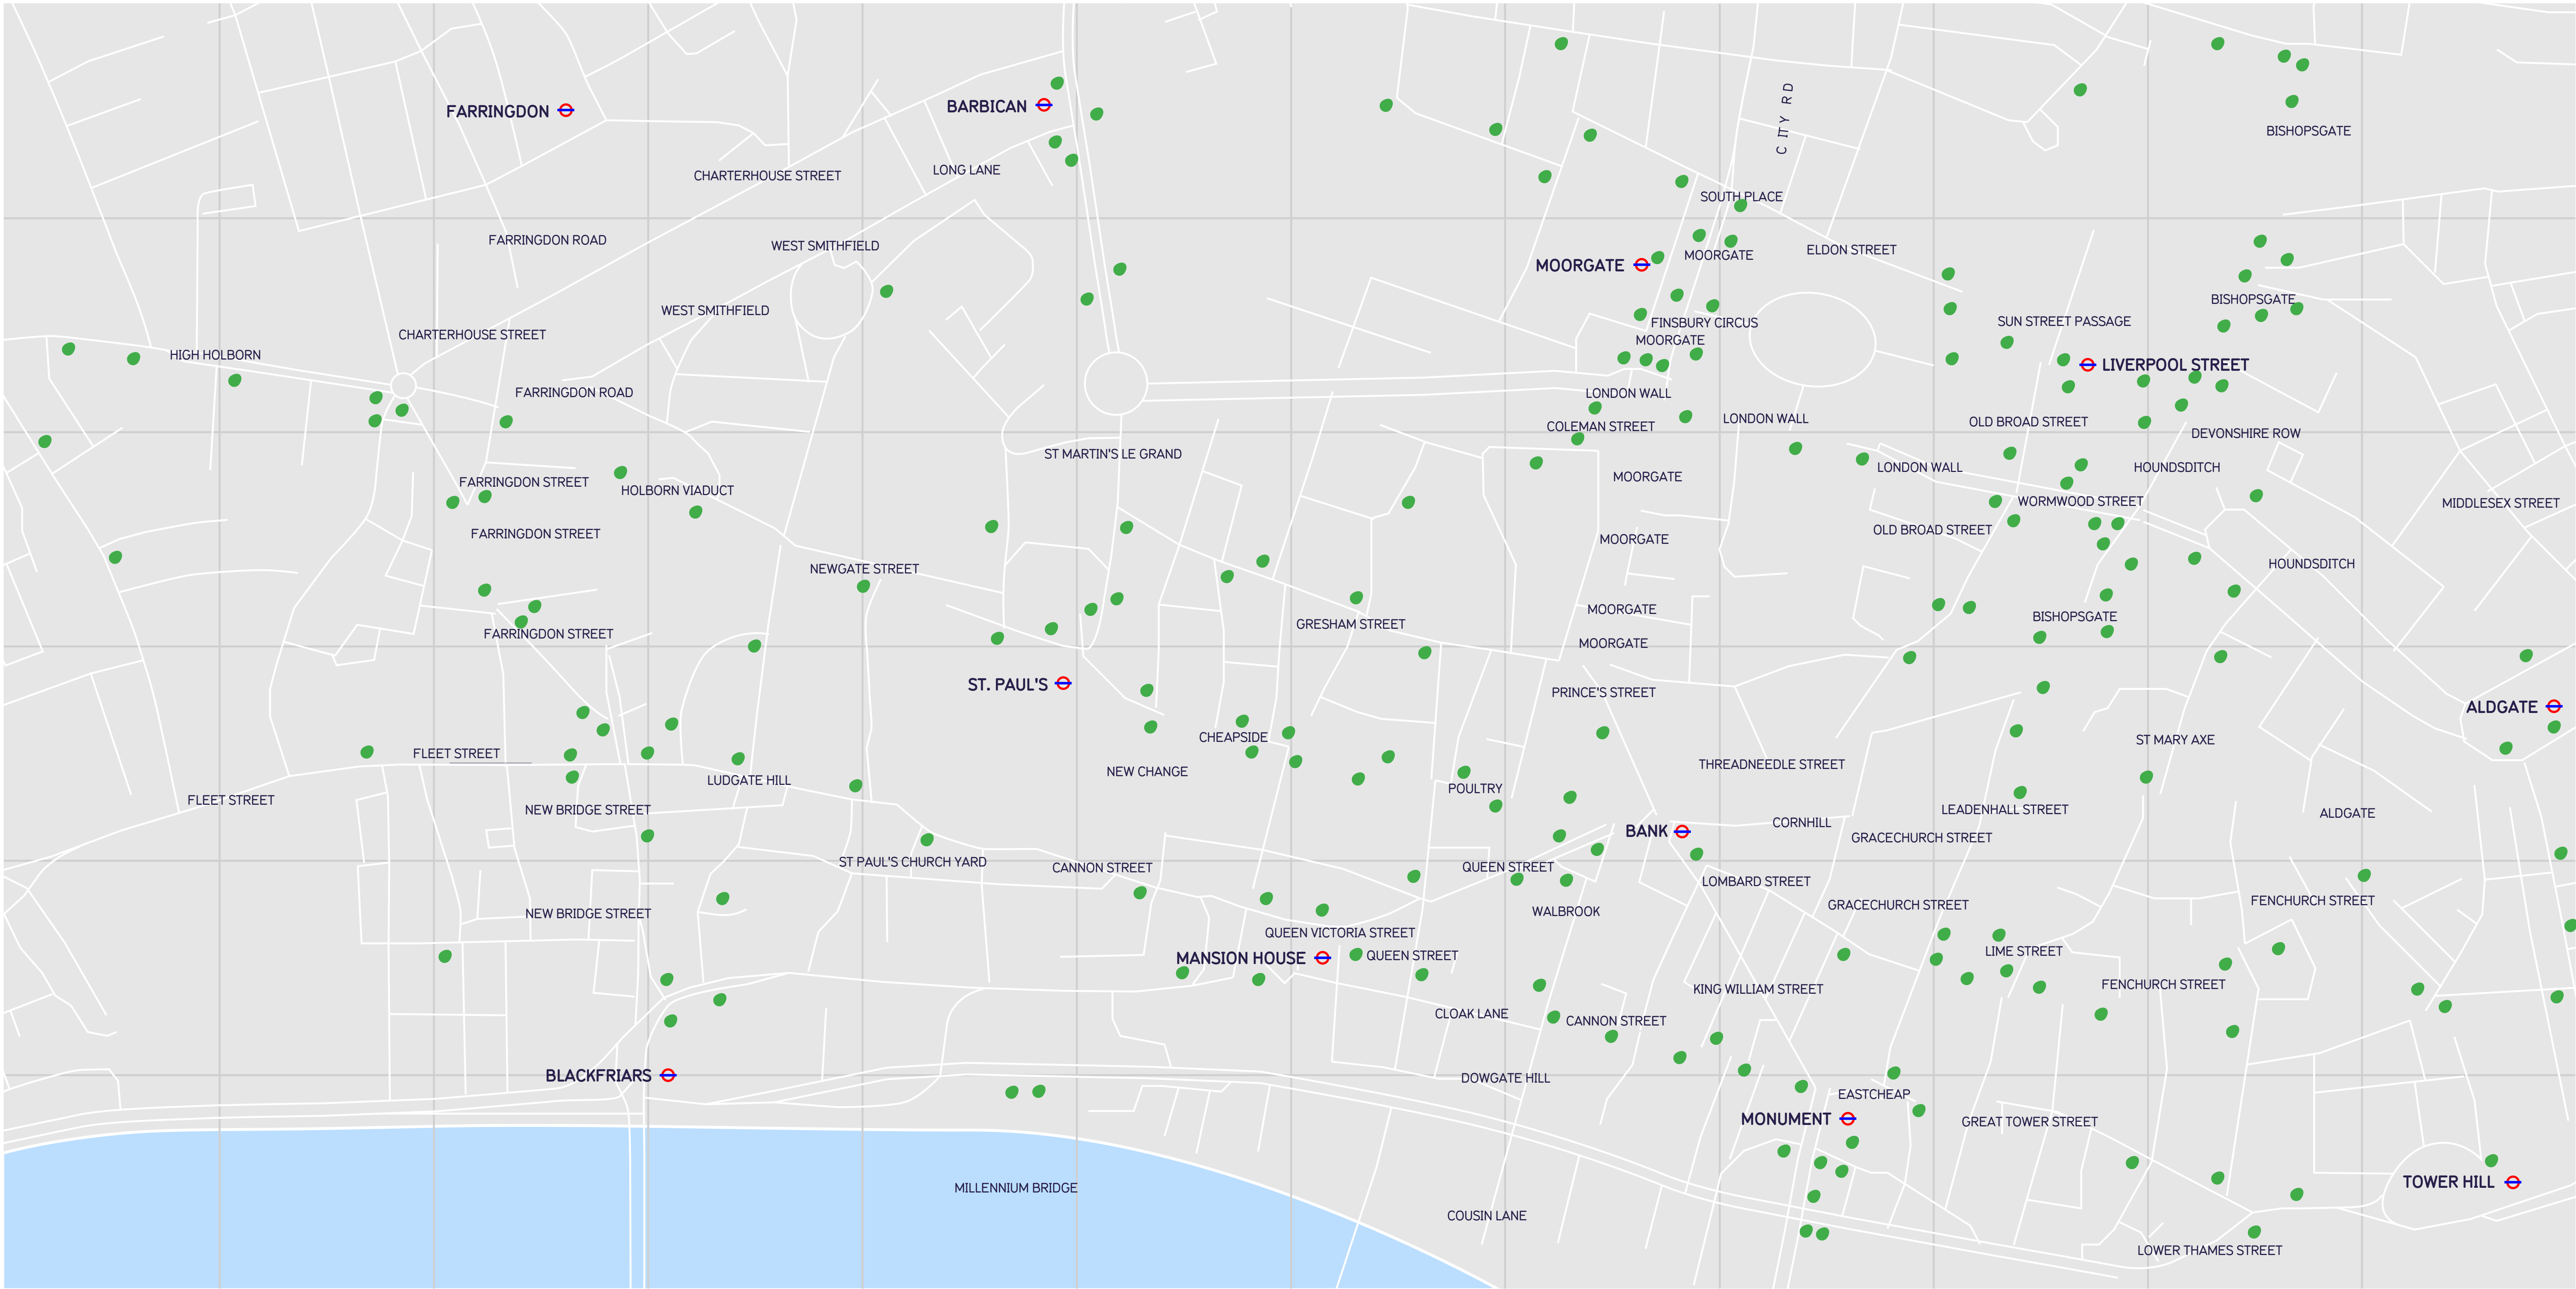 CITY RD
FARRINGDON
BARBICAN
BISHOPSGATE
LONG LANE
CHARTERHOUSE STREET
SOUTH PLACE
FARRINGDON ROAD
WEST SMITHFIELD
ELDON STREET
MOORGATE
MOORGATE
BISHOPSGATE
WEST SMITHFIELD
FINSBURY CIRCUS
SUN STREET PASSAGE
CHARTERHOUSE STREET
MOORGATE
HIGH HOLBORN
LIVERPOOL STREET
FARRINGDON ROAD
LONDON WALL
LONDON WALL
OLD BROAD STREET
COLEMAN STREET
DEVONSHIRE ROW
ST MARTIN'S LE GRAND
LONDON WALL
HOUNDSDITCH
MOORGATE
FARRINGDON STREET
HOLBORN VIADUCT
WORMWOOD STREET
MIDDLESEX STREET
OLD BROAD STREET
FARRINGDON STREET
MOORGATE
HOUNDSDITCH
NEWGATE STREET
MOORGATE
BISHOPSGATE
GRESHAM STREET
FARRINGDON STREET
MOORGATE
ST. PAUL'S
PRINCE'S STREET
ALDGATE
CHEAPSIDE
ST MARY AXE
FLEET STREET
THREADNEEDLE STREET
NEW CHANGE
LUDGATE HILL
POULTRY
FLEET STREET
NEW BRIDGE STREET
LEADENHALL STREET
ALDGATE
CORNHILL
BANK
GRACECHURCH STREET
ST PAUL'S CHURCH YARD
CANNON STREET
QUEEN STREET
LOMBARD STREET
FENCHURCH STREET
GRACECHURCH STREET
WALBROOK
NEW BRIDGE STREET
QUEEN VICTORIA STREET
LIME STREET
MANSION HOUSE
QUEEN STREET
FENCHURCH STREET
KING WILLIAM STREET
CLOAK LANE
CANNON STREET
BLACKFRIARS
DOWGATE HILL
EASTCHEAP
MONUMENT
GREAT TOWER STREET
TOWER HILL
MILLENNIUM BRIDGE
COUSIN LANE
LOWER THAMES STREET